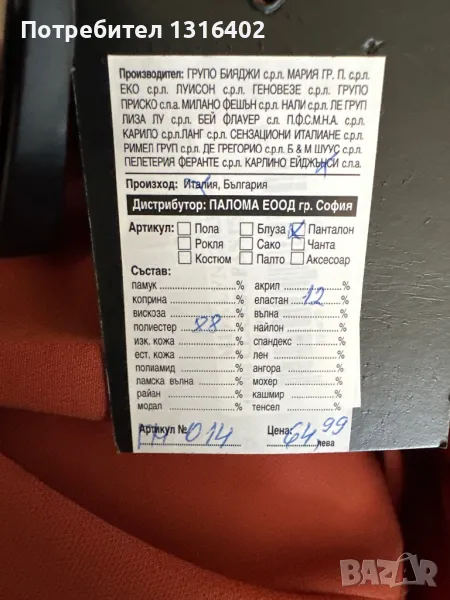 Потребител 1316402
Производител: ГРУПО БИЯДЖИ с.р.л. МАРИЯ ГР. П. с.р.л.
ЕКО с.р.л. ЛУИСОН с.р.л. ГЕНОВЕЗЕ с.р.л. ГРУПО
ПРИСКО с.п.а. МИЛАНО ФЕШЪН с.р.л. НАЛИ с.р.л. ЛЕ ГРУП
ЛИЗА ЛУ с.р.л. БЕЙ ФЛАУЕР с.л. П.Ф.С.М.Н.А. с.р.л.
КАРИЛО с.р.л.ЛАНГ с.р.л. СЕНЗАЦИОНИ ИТАЛИАНЕ с.р.л.
РИМЕЛ ГРУП с.р.л. ДЕ ГРЕГОРИО с.р.л. Б & М ШУУС с.р.л.
ПЕЛЕТЕРИЯ ФЕРАНТЕ с.р.л. КАРЛИНО ЕЙДЖЪНСИ с.п.а.
Произход: Италия, България
Дистрибутор: ПАЛОМА ЕООД гр. София
Артикул: Пола Блуза Панталон
Рокля Сако Чанта
Костюм Палто Аксесоар
Състав:
памук % акрил %
коприна % еластан 12 %
вискоза % вълна %
полиестер 88 % найлон %
изк. кожа % спандекс %
ест. кожа % лен %
полиамид % ангора %
ламска вълна % мохер %
район % кашмир %
модал % тенсел %
Артикул № 014 Цена: 64,99 лева
BAZAR